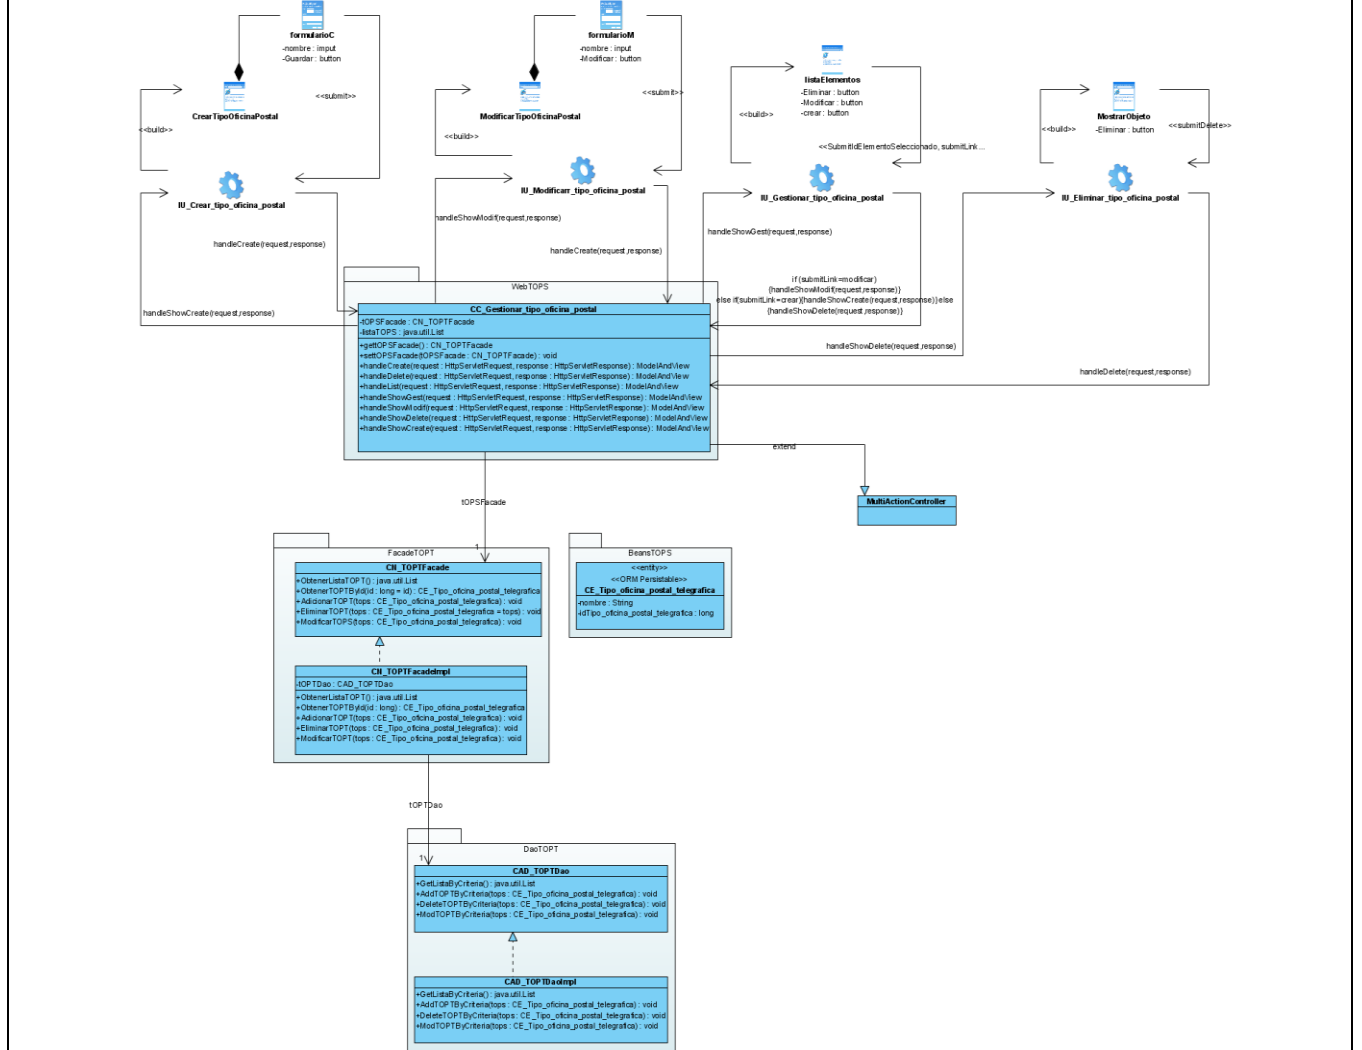 formularioC
-nombre : imput
-Guardar : button
<<submit>>
CrearTipoOficinaPostal
<<build>>
IU_Crear_tipo_oficina_postal
handleCreate(request,response)
handleShowCreate(request,response)
formularioM
-nombre : input
-Modificar : button
<<submit>>
ModificarTipoOficinaPostal
<<build>>
IU_Modificarr_tipo_oficina_postal
handleShowModif(request,response)
handleCreate(request,response)
listaElementos
-Eliminar : button
-Modificar : button
-crear : button
<<build>>
<<SubmitIdElementoSeleccionado, submitLink...
IU_Gestionar_tipo_oficina_postal
handleShowGest(request,response)
if (submitLink=modificar)
{handleShowModif(request,response)}
else if(submitLink=crear){handleShowCreate(request,response)}else
{handleShowDelete(request,response)}
MostrarObjeto
-Eliminar : button
<<build>>
<<submitDelete>>
IU_Eliminar_tipo_oficina_postal
handleShowDelete(request,response)
handleDelete(request,response)
WebTOPS
CC_Gestionar_tipo_oficina_postal
-tOPSFacade : CN_TOPTFacade
-listaTOPS : java.util.List
+gettOPSFacade() : CN_TOPTFacade
+settOPSFacade(tOPSFacade : CN_TOPTFacade) : void
+handleCreate(request : HttpServletRequest, response : HttpServletResponse) : ModelAndView
+handleDelete(request : HttpServletRequest, response : HttpServletResponse) : ModelAndView
+handleList(request : HttpServletRequest, response : HttpServletResponse) : ModelAndView
+handleShowGest(request : HttpServletRequest, response : HttpServletResponse) : ModelAndView
+handleShowModif(request : HttpServletRequest, response : HttpServletResponse) : ModelAndView
+handleShowDelete(request : HttpServletRequest, response : HttpServletResponse) : ModelAndView
+handleShowCreate(request : HttpServletRequest, response : HttpServletResponse) : ModelAndView
extend
MultiActionController
tOPSFacade
1
FacadeTOPT
CN_TOPTFacade
+ObtenerListaTOPT() : java.util.List
+ObtenerTOPTById(id : long = id) : CE_Tipo_oficina_postal_telegrafica
+AdicionarTOPT(tops : CE_Tipo_oficina_postal_telegrafica) : void
+EliminarTOPT(tops : CE_Tipo_oficina_postal_telegrafica = tops) : void
+ModificarTOPS(tops : CE_Tipo_oficina_postal_telegrafica) : void
CN_TOPTFacadeImpl
-tOPTDao : CAD_TOPTDao
+ObtenerListaTOPT() : java.util.List
+ObtenerTOPTById(id : long) : CE_Tipo_oficina_postal_telegrafica
+AdicionarTOPT(tops : CE_Tipo_oficina_postal_telegrafica) : void
+EliminarTOPT(tops : CE_Tipo_oficina_postal_telegrafica) : void
+ModificarTOPT(tops : CE_Tipo_oficina_postal_telegrafica) : void
BeansTOPS
<<entity>>
<<ORM Persistable>>
CE_Tipo_oficina_postal_telegrafica
-nombre : String
-idTipo_oficina_postal_telegrafica : long
tOPTDao
1
DaoTOPT
CAD_TOPTDao
+GetListaByCriteria() : java.util.List
+AddTOPTByCriteria(tops : CE_Tipo_oficina_postal_telegrafica) : void
+DeleteTOPTByCriteria(tops : CE_Tipo_oficina_postal_telegrafica) : void
+ModTOPTByCriteria(tops : CE_Tipo_oficina_postal_telegrafica) : void
CAD_TOPTDaoImpl
+GetListaByCriteria() : java.util.List
+AddTOPTByCriteria(tops : CE_Tipo_oficina_postal_telegrafica) : void
+DeleteTOPTByCriteria(tops : CE_Tipo_oficina_postal_telegrafica) : void
+ModTOPTByCriteria(tops : CE_Tipo_oficina_postal_telegrafica) : void